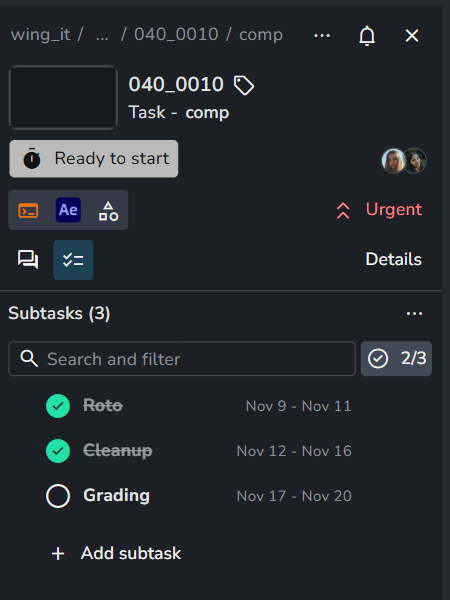 wing_it / ... / 040_0010 / comp
040_0010
Task - comp
Ready to start
Ae
Urgent
Details
Subtasks (3)
Search and filter
2/3
Roto Nov 9 - Nov 11
Cleanup Nov 12 - Nov 16
Grading Nov 17 - Nov 20
+ Add subtask